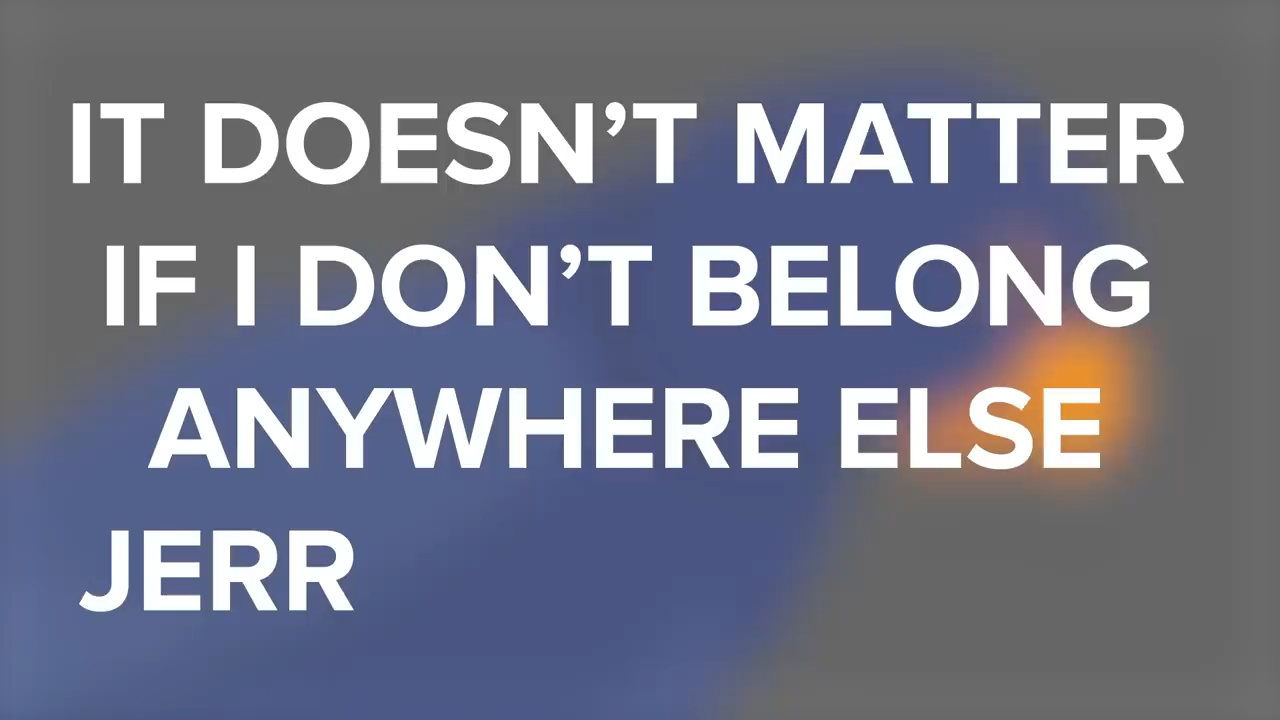 IT DOESN’T MATTER
IF I DON’T BELONG
ANYWHERE ELSE
JERR